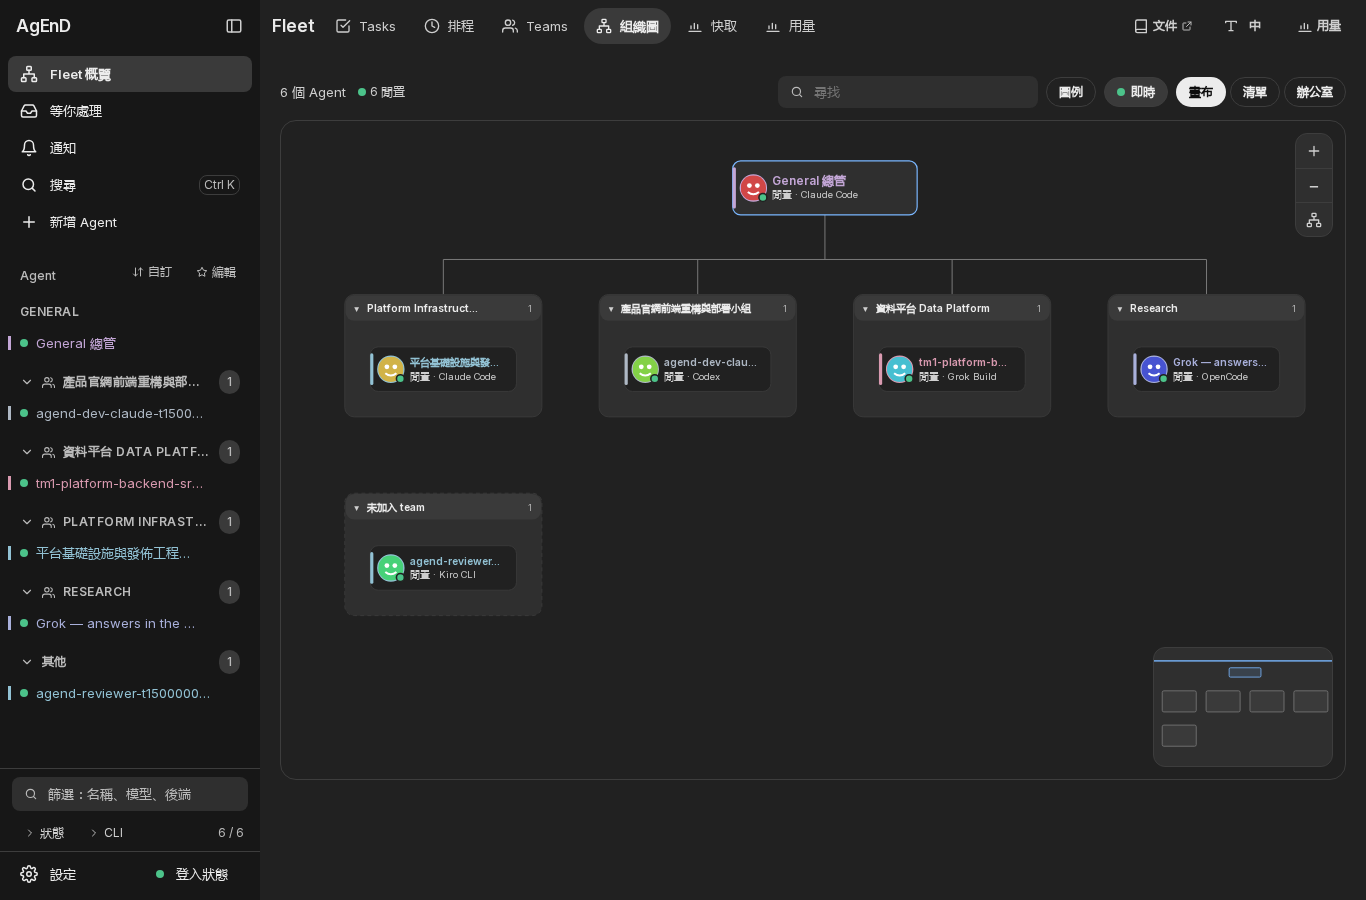 AgEnD
Fleet 概覽
等你處理
通知
搜尋 Ctrl K
新增 Agent
Agent 自訂 編輯
GENERAL
General 總管
產品官網前端重構與部… 1
agend-dev-claude-t1500…
資料平台 DATA PLATF… 1
tm1-platform-backend-sr…
PLATFORM INFRAST… 1
平台基礎設施與發佈工程…
RESEARCH 1
Grok — answers in the …
其他 1
agend-reviewer-t1500000…
篩選：名稱、模型、後端
狀態 CLI 6 / 6
設定 登入狀態
Fleet Tasks 排程 Teams 組織圖 快取 用量 文件 中 用量
6 個 Agent 6 閒置 尋找 圖例 即時 畫布 清單 辦公室
General 總管
閒置 · Claude Code
Platform Infrastruct… 1
平台基礎設施與發…
閒置 · Claude Code
產品官網前端重構與部署小組 1
agend-dev-clau…
閒置 · Codex
資料平台 Data Platform 1
tm1-platform-b…
閒置 · Grok Build
Research 1
Grok — answers…
閒置 · OpenCode
未加入 team 1
agend-reviewer…
閒置 · Kiro CLI